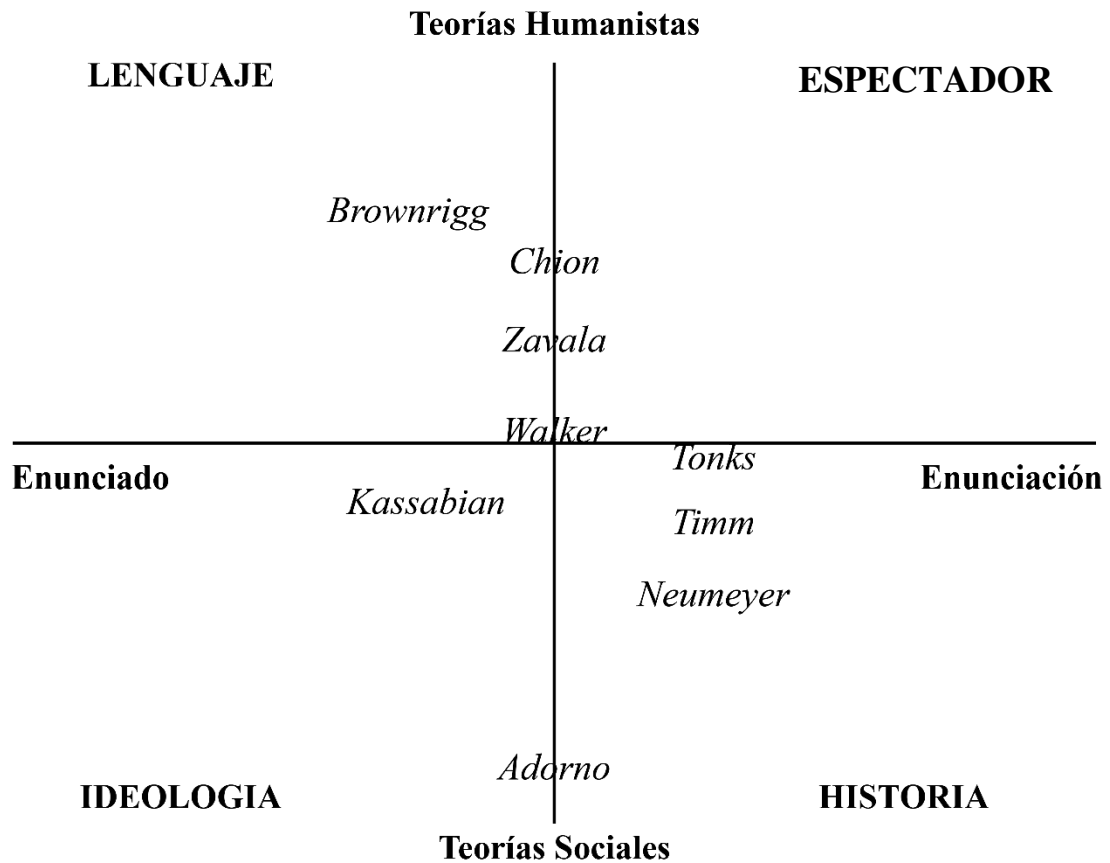 Teorías Humanistas
LENGUAJE
ESPECTADOR
Brownrigg
Chion
Zavala
Walker
Tonks
Enunciado
Enunciación
Kassabian
Timm
Neumeyer
Adorno
IDEOLOGIA
HISTORIA
Teorías Sociales